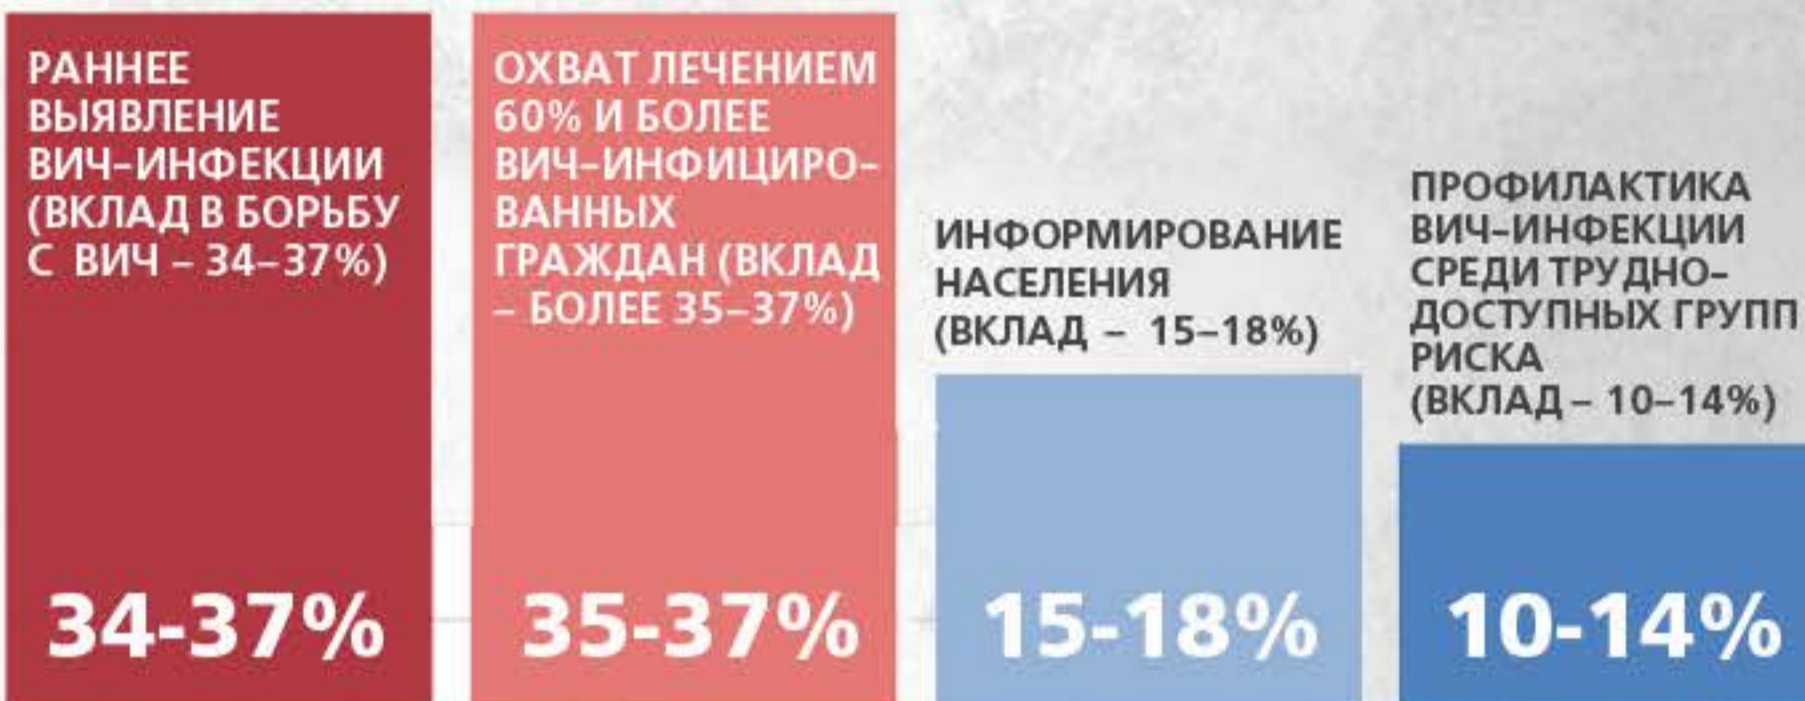 РАННЕЕ
ВЫЯВЛЕНИЕ
ВИЧ–ИНФЕКЦИИ
(ВКЛАД В БОРЬБУ
С ВИЧ – 34–37%)
34-37%
ОХВАТ ЛЕЧЕНИЕМ
60% И БОЛЕЕ
ВИЧ–ИНФИЦИРО–
ВАННЫХ
ГРАЖДАН (ВКЛАД
– БОЛЕЕ 35–37%)
35-37%
ИНФОРМИРОВАНИЕ
НАСЕЛЕНИЯ
(ВКЛАД – 15–18%)
15-18%
ПРОФИЛАКТИКА
ВИЧ–ИНФЕКЦИИ
СРЕДИ ТРУДНО–
ДОСТУПНЫХ ГРУПП
РИСКА
(ВКЛАД – 10–14%)
10-14%